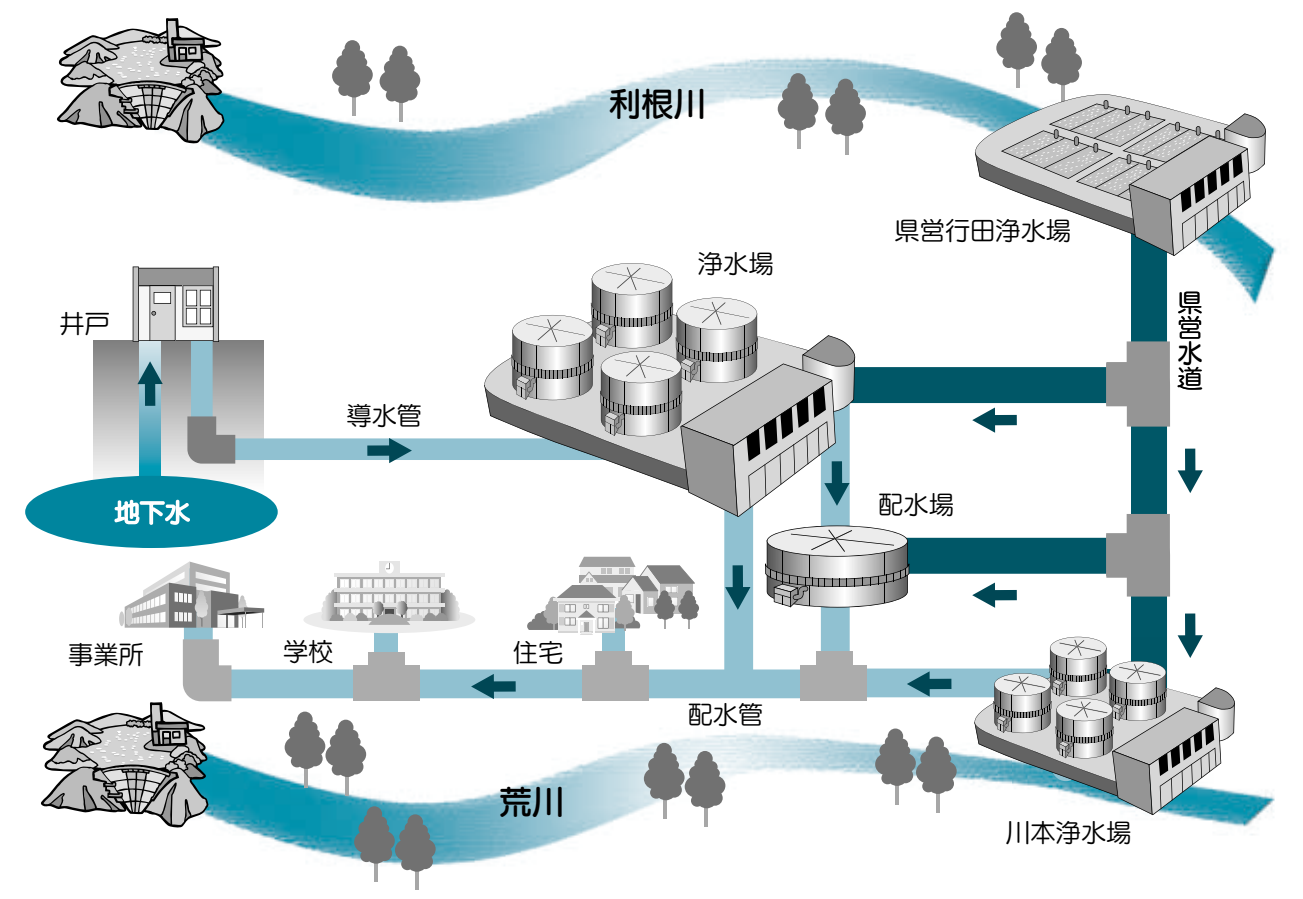 利根川
県営行田浄水場
浄水場
県営水道
井戸
導水管
地下水
配水場
事業所
学校
住宅
配水管
荒川
川本浄水場